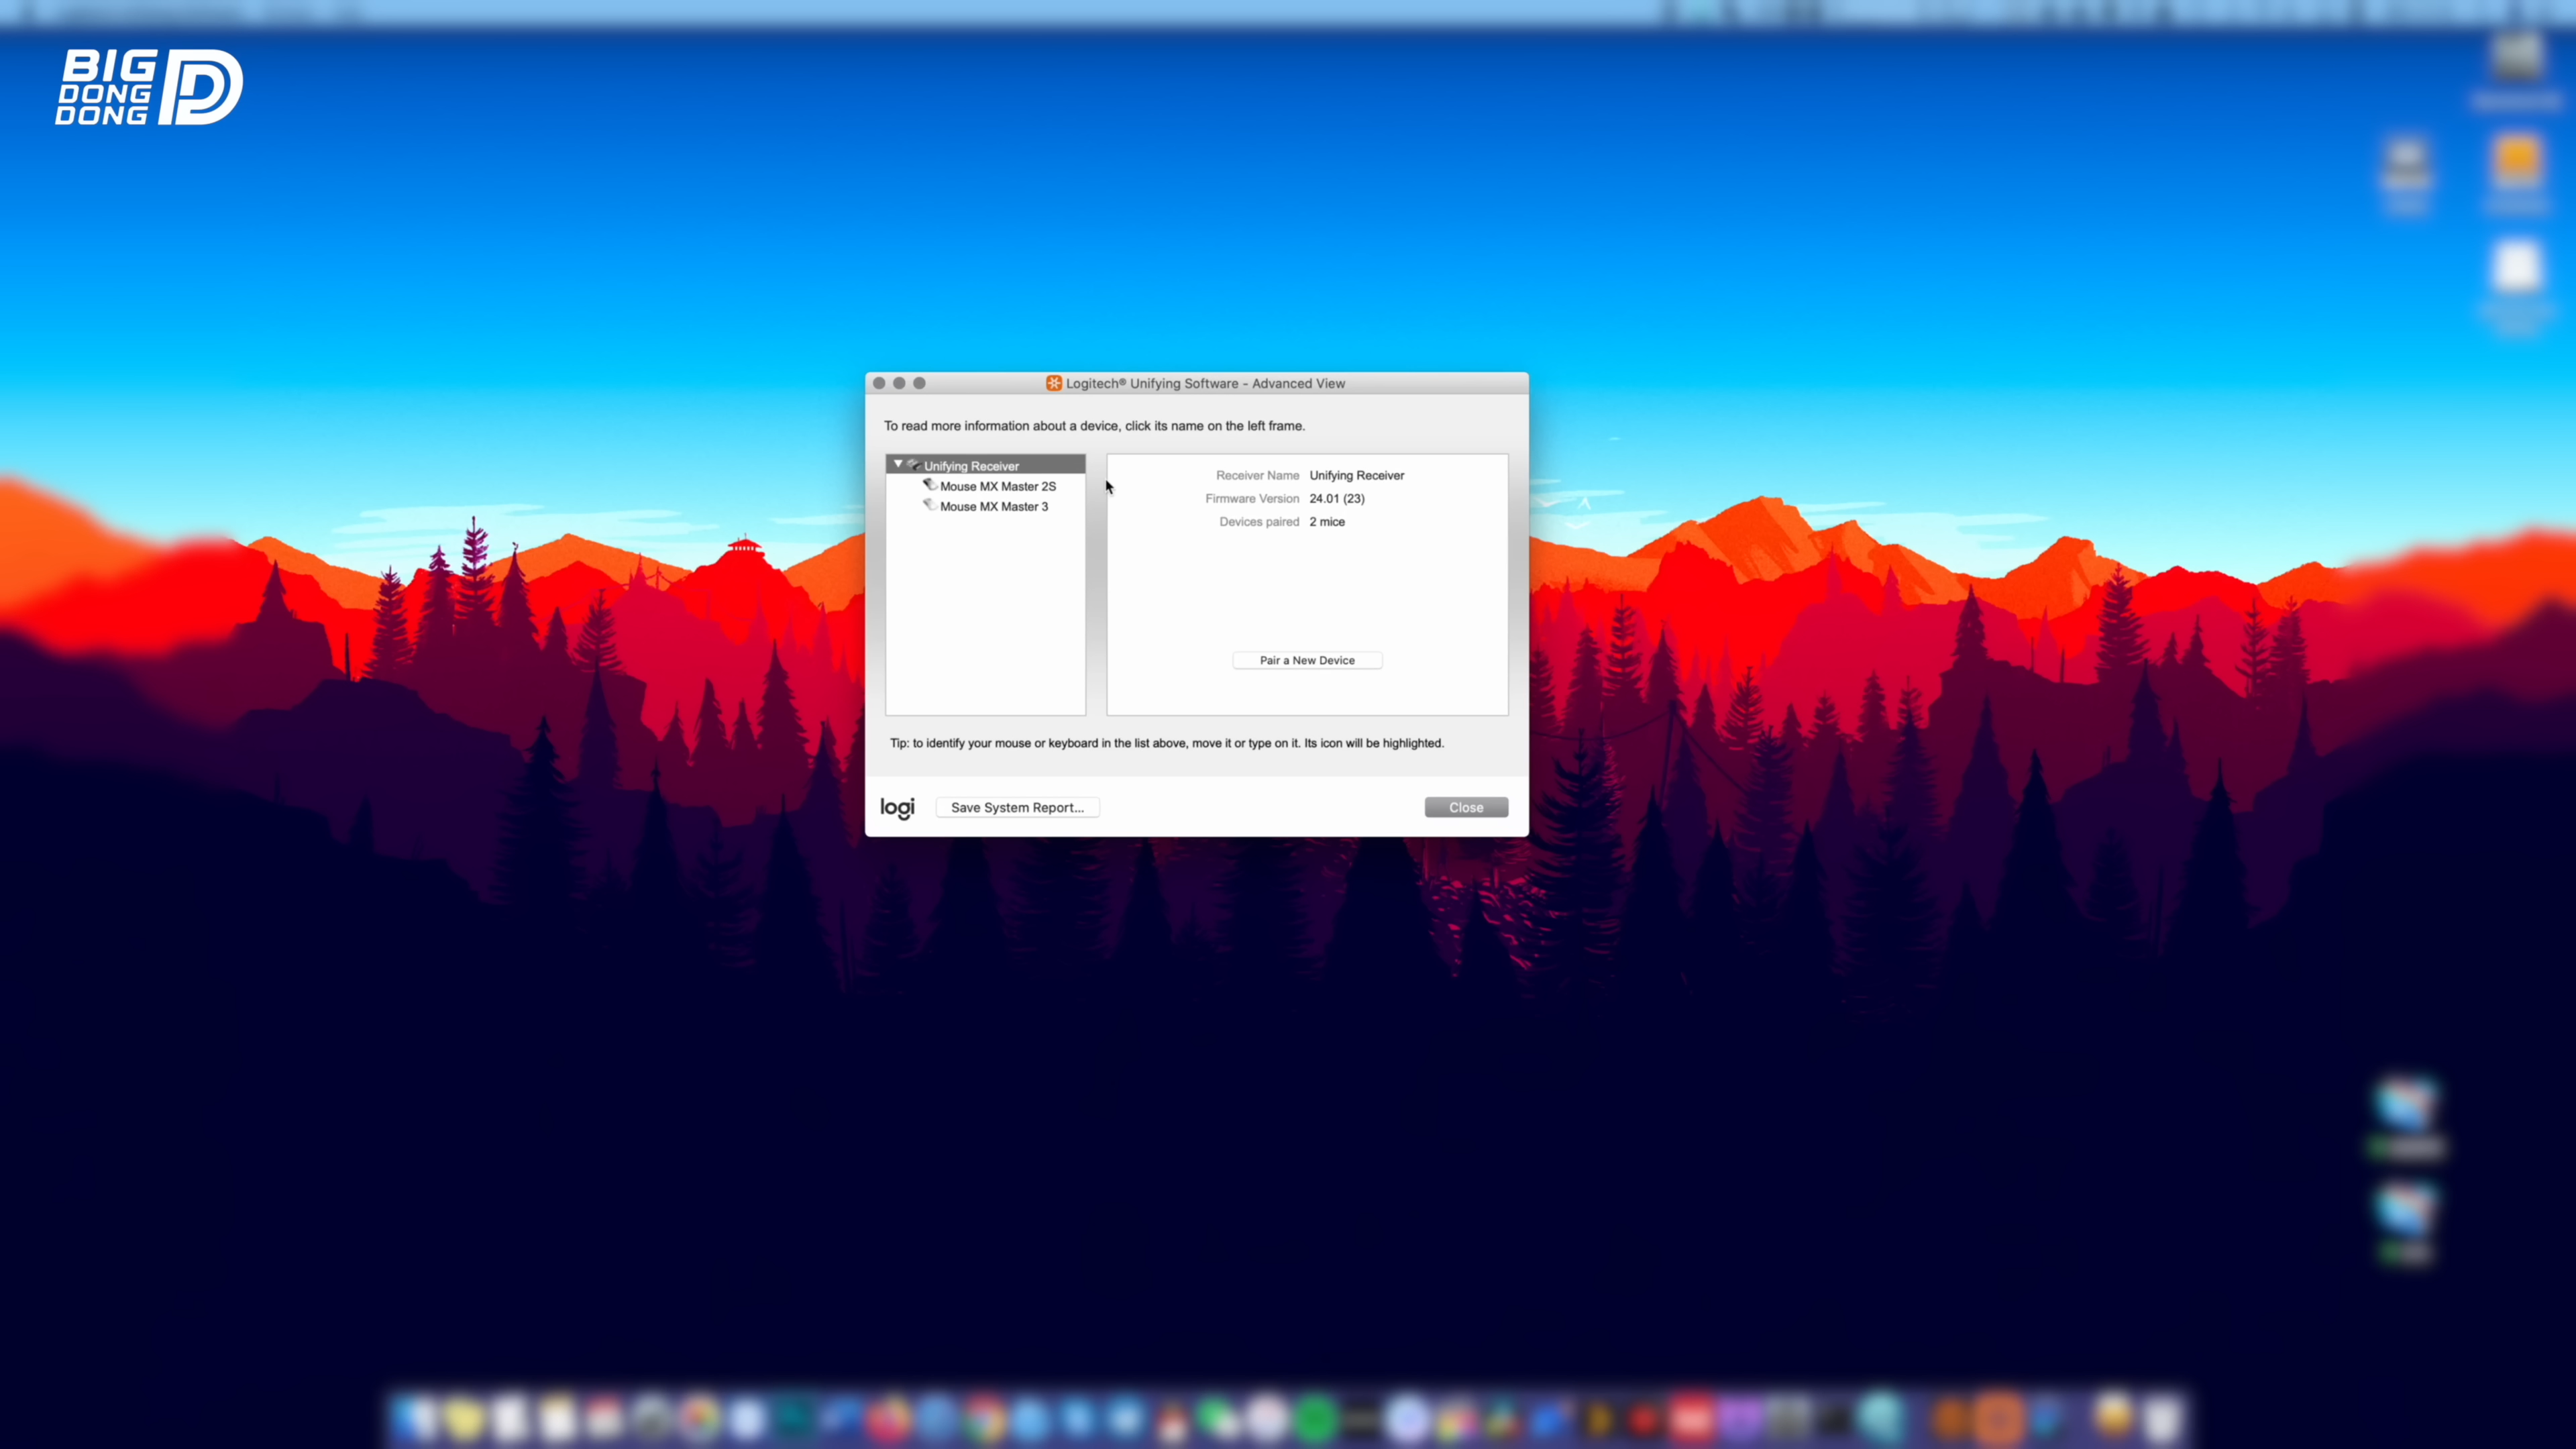 BIG
DONG
DONG
Logitech® Unifying Software - Advanced View
To read more information about a device, click its name on the left frame.
Unifying Receiver
Mouse MX Master 2S
Mouse MX Master 3
Receiver Name Unifying Receiver
Firmware Version 24.01 (23)
Devices paired 2 mice
Pair a New Device
Tip: to identify your mouse or keyboard in the list above, move it or type on it. Its icon will be highlighted.
logi
Save System Report...
Close